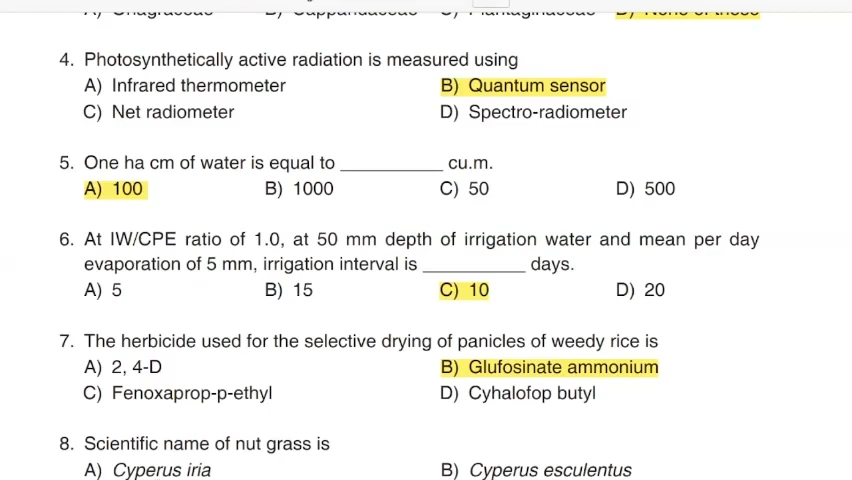 4. Photosynthetically active radiation is measured using
A) Infrared thermometer B) Quantum sensor
C) Net radiometer D) Spectro-radiometer
5. One ha cm of water is equal to ___________ cu.m.
A) 100 B) 1000 C) 50 D) 500
6. At IW/CPE ratio of 1.0, at 50 mm depth of irrigation water and mean per day
evaporation of 5 mm, irrigation interval is ___________ days.
A) 5 B) 15 C) 10 D) 20
7. The herbicide used for the selective drying of panicles of weedy rice is
A) 2, 4-D B) Glufosinate ammonium
C) Fenoxaprop-p-ethyl D) Cyhalofop butyl
8. Scientific name of nut grass is
A) Cyperus iria B) Cyperus esculentus